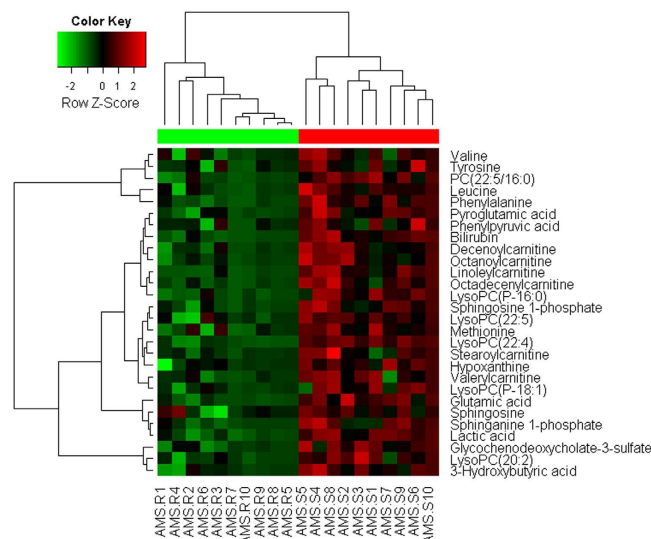 Color Key
-2 0 1 2
Row Z-Score
Valine
Tyrosine
PC(22:5/16:0)
Leucine
Phenylalanine
Pyroglutamic acid
Phenylpyruvic acid
Bilirubin
Decenoylcarnitine
Octanoylcarnitine
Linoleylcarnitine
Octadecenylcarnitine
LysoPC(P-16:0)
Sphingosine 1-phosphate
LysoPC(22:5)
Methionine
LysoPC(22:4)
Stearoylcarnitine
Hypoxanthine
Valerylcarnitine
LysoPC(P-18:1)
Glutamic acid
Sphingosine
Sphinganine 1-phosphate
Lactic acid
Glycochenodeoxycholate-3-sulfate
LysoPC(20:2)
3-Hydroxybutyric acid
AMS.R1
AMS.R4
AMS.R2
AMS.R6
AMS.R3
AMS.R7
AMS.R10
AMS.R9
AMS.R8
AMS.R5
AMS.S5
AMS.S4
AMS.S8
AMS.S2
AMS.S3
AMS.S1
AMS.S7
AMS.S9
AMS.S6
AMS.S10